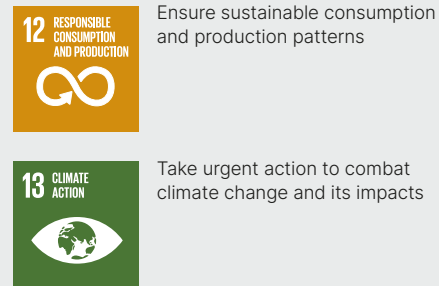 12 RESPONSIBLE
CONSUMPTION
AND PRODUCTION
Ensure sustainable consumption
and production patterns
13 CLIMATE
ACTION
Take urgent action to combat
climate change and its impacts